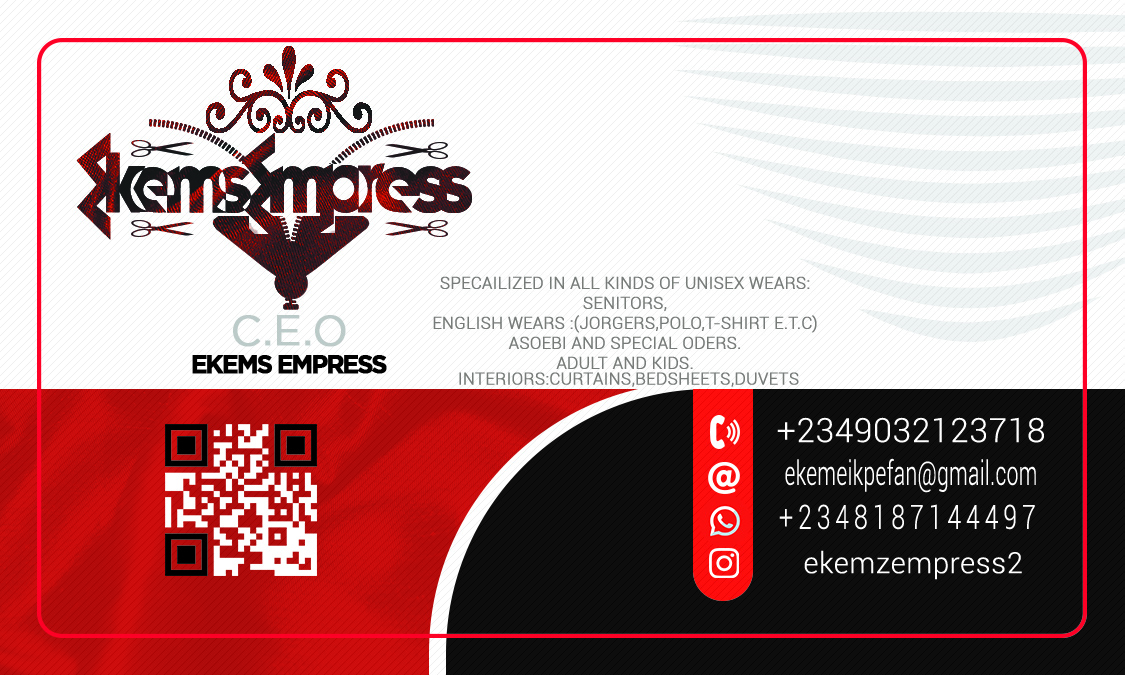 EkemsEmpress
C.E.O
EKEMS EMPRESS
SPECAILIZED IN ALL KINDS OF UNISEX WEARS:
SENITORS,
ENGLISH WEARS :(JORGERS,POLO,T-SHIRT E.T.C)
ASOEBI AND SPECIAL ODERS.
ADULT AND KIDS.
INTERIORS:CURTAINS,BEDSHEETS,DUVETS
+2349032123718
ekemeikpefan@gmail.com
+2348187144497
ekemzempress2